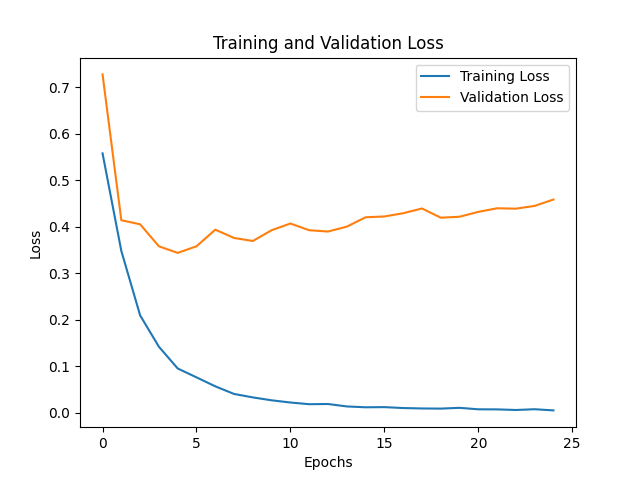 Training and Validation Loss
Training Loss
Validation Loss
Loss
0.7
0.6
0.5
0.4
0.3
0.2
0.1
0.0
0 5 10 15 20 25
Epochs